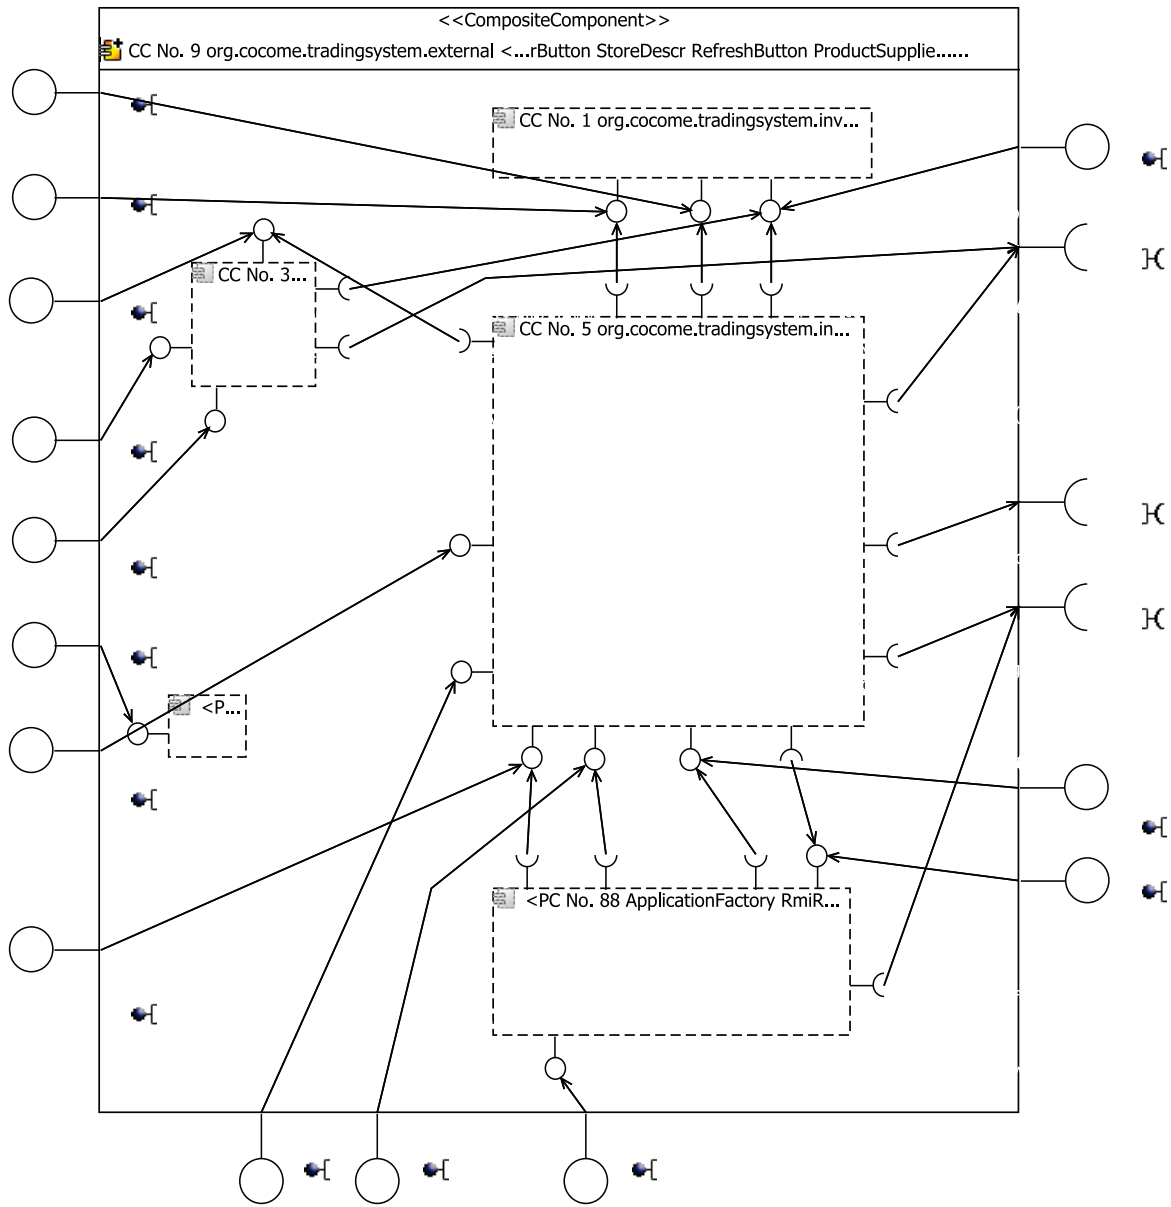 <<CompositeComponent>>
CC No. 9 org.cocome.tradingsystem.external <...rButton StoreDescr RefreshButton ProductSupplie......
CC No. 1 org.cocome.tradingsystem.inv...
CC No. 3...
CC No. 5 org.cocome.tradingsystem.in...
<P...
<PC No. 88 ApplicationFactory RmiR...